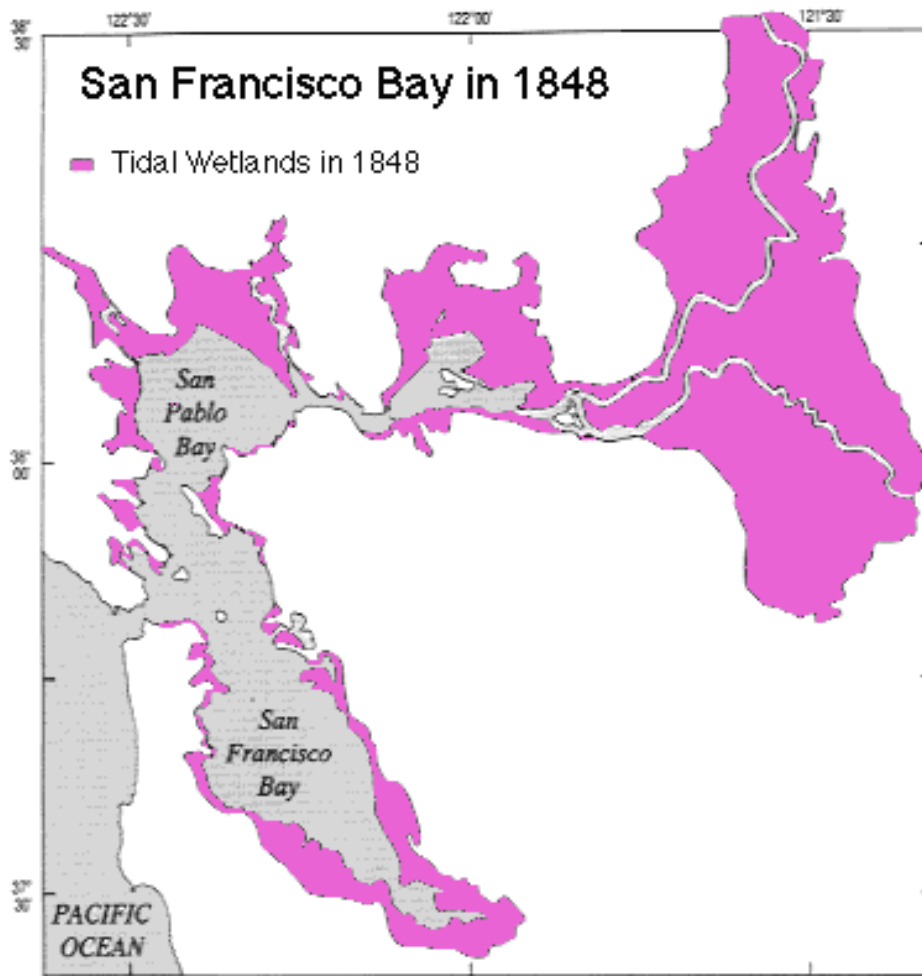 122°30' 122°00' 121°30'
38°
30'
San Francisco Bay in 1848
Tidal Wetlands in 1848
San
Pablo
Bay
38°
00'
San
Francisco
Bay
37°
30'
PACIFIC
OCEAN